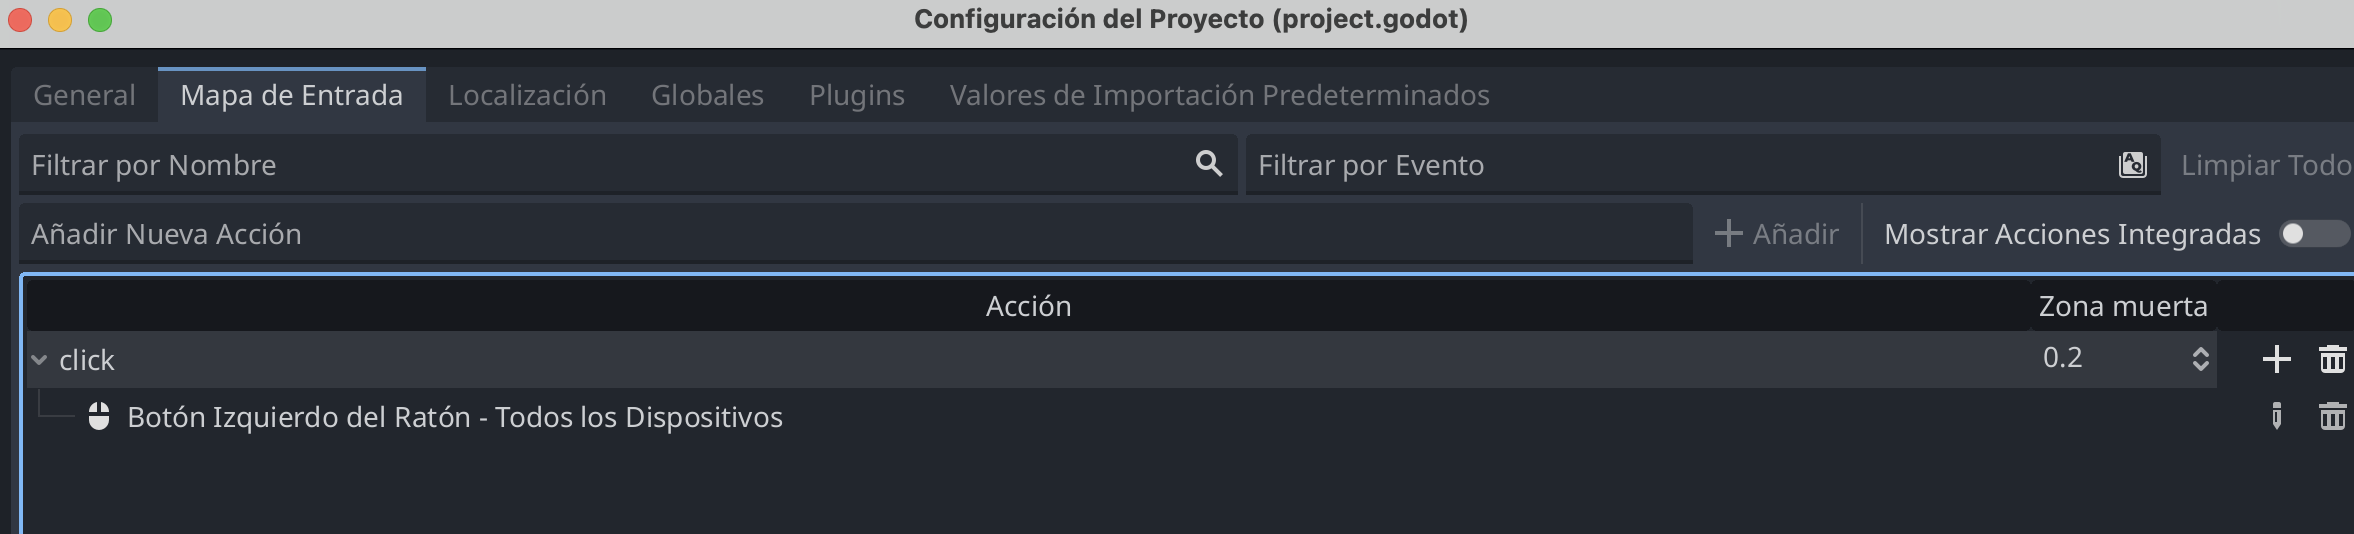 Configuración del Proyecto (project.godot)
General Mapa de Entrada Localización Globales Plugins Valores de Importación Predeterminados
Filtrar por Nombre Filtrar por Evento Limpiar Todo
Añadir Nueva Acción Añadir Mostrar Acciones Integradas
Acción Zona muerta
click 0.2
Botón Izquierdo del Ratón - Todos los Dispositivos